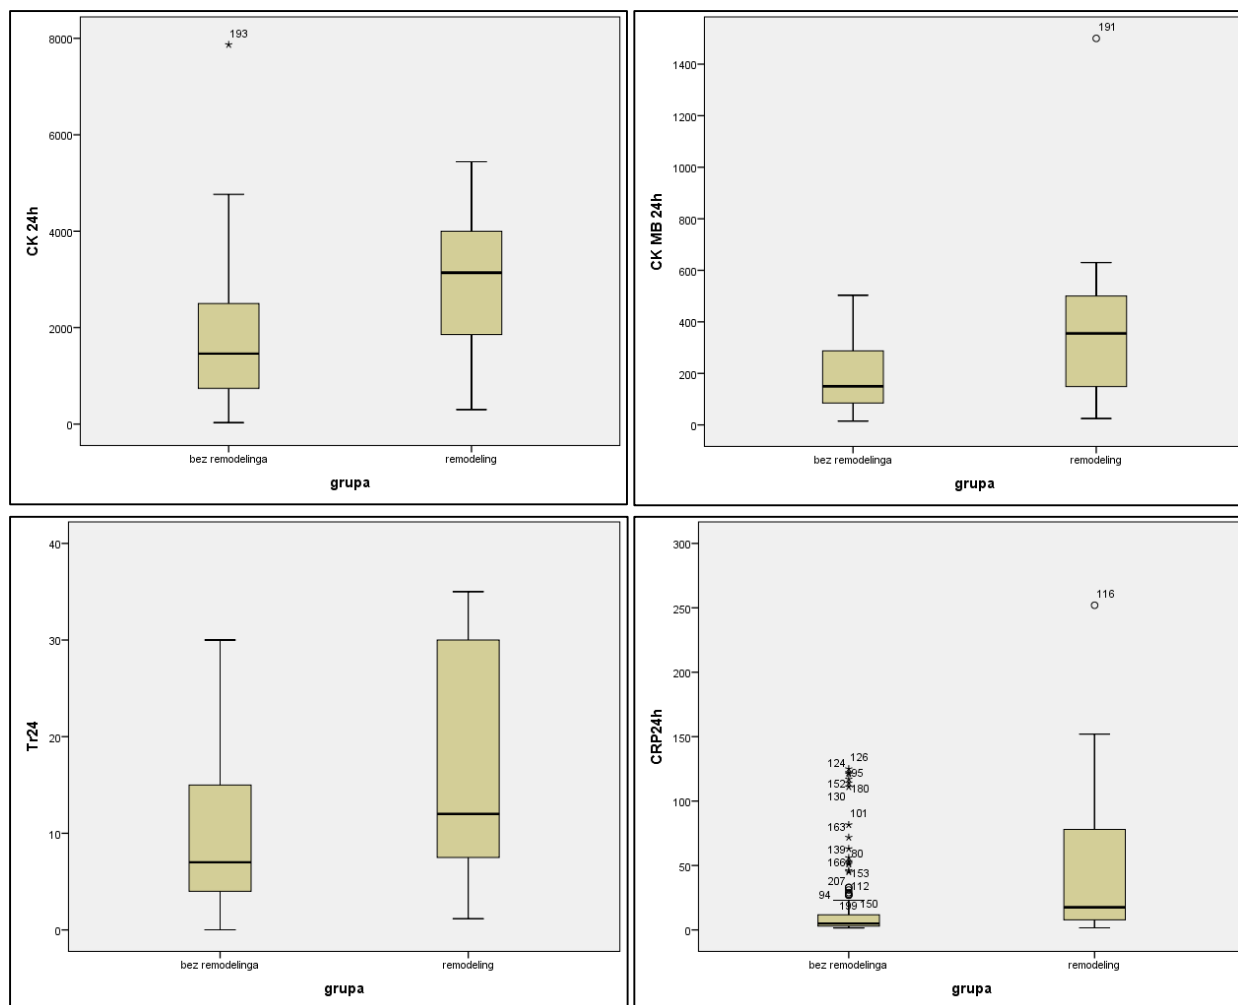 8000
6000
4000
2000
0
CK 24h
193
bez remodelinga
remodeling
grupa
1400
1200
1000
800
600
400
200
0
CK MB 24h
191
bez remodelinga
remodeling
grupa
40
30
20
10
0
Tr24
bez remodelinga
remodeling
grupa
300
250
200
150
100
50
0
CRP24h
116
124 126
95
152 180
130
101
163
139 80
166
153
207 112
94
199 150
bez remodelinga
remodeling
grupa